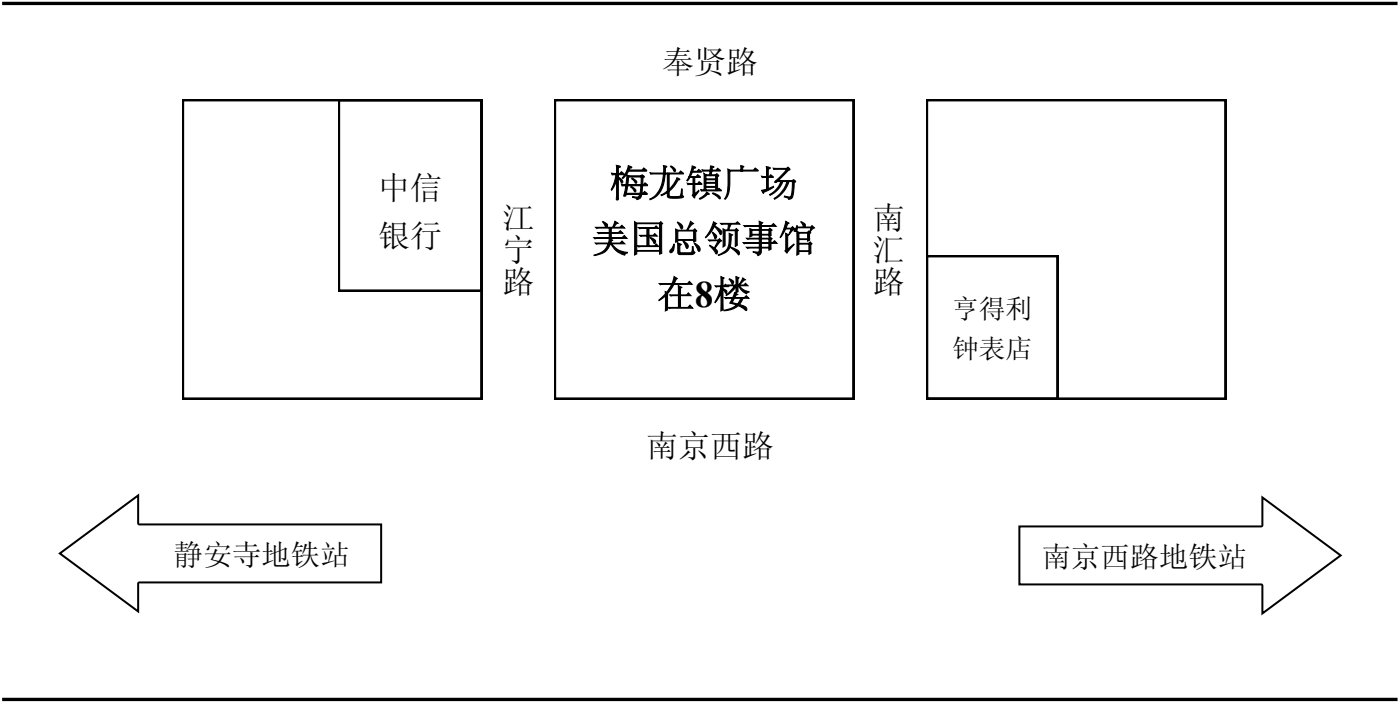 奉贤路
中信
银行
江宁路
梅龙镇广场
美国总领事馆
在8楼
南汇路
亨得利
钟表店
南京西路
静安寺地铁站
南京西路地铁站